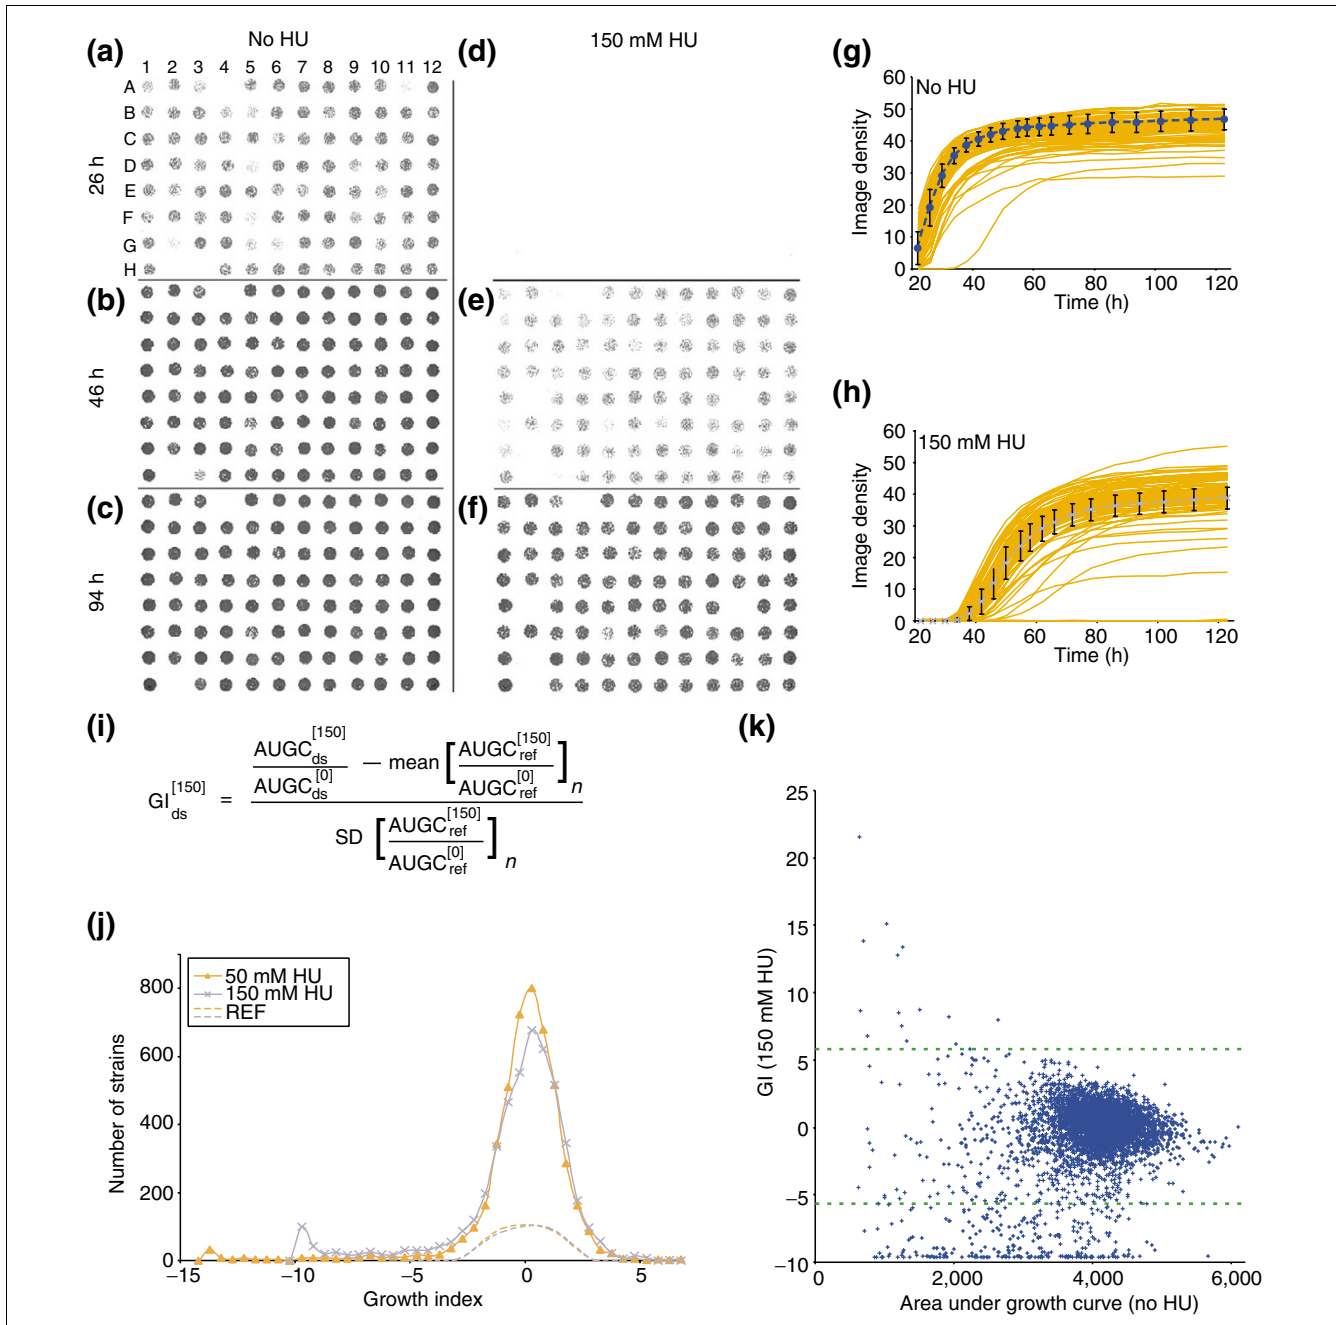 (a)
No HU
1 2 3 4 5 6 7 8 9 10 11 12
A
B
C
D
E
F
G
H
26 h
(b)
46 h
(c)
94 h
(d)
150 mM HU
(e)
(f)
(g)
No HU
60
50
40
30
20
10
0
Image density
20 40 60 80 100 120
Time (h)
(h)
150 mM HU
60
50
40
30
20
10
0
Image density
20 40 60 80 100 120
Time (h)
(i)
GI ds [150] = AUGC ds [150] / AUGC ds [0] — mean [ AUGC ref [150] / AUGC ref [0] ] n
SD [ AUGC ref [150] / AUGC ref [0] ] n
(j)
50 mM HU
150 mM HU
REF
800
600
400
200
0
Number of strains
−15 −10 −5 0 5
Growth index
(k)
25
20
15
10
5
0
−5
−10
GI (150 mM HU)
0 2,000 4,000 6,000
Area under growth curve (no HU)